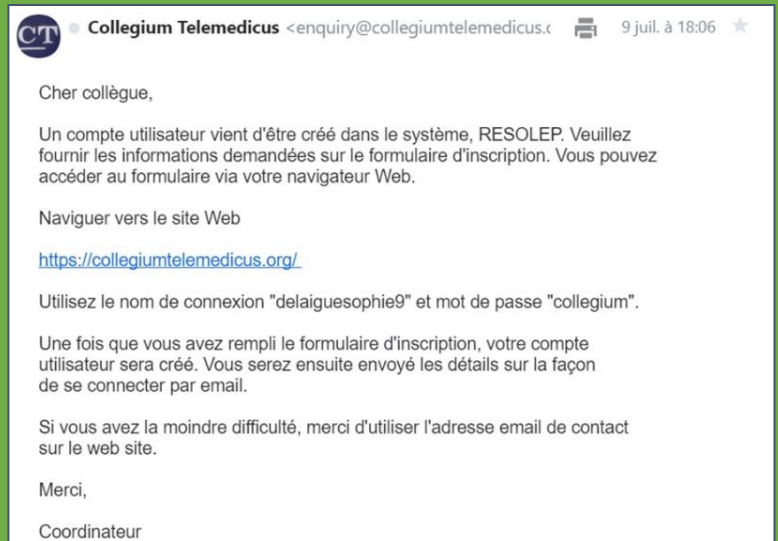 CT
Collegium Telemedicus <enquiry@collegiumtelemedicus.c 9 juil. à 18:06
Cher collègue,
Un compte utilisateur vient d'être créé dans le système, RESOLEP. Veuillez
fournir les informations demandées sur le formulaire d'inscription. Vous pouvez
accéder au formulaire via votre navigateur Web.
Naviguer vers le site Web
https://collegiumtelemedicus.org/
Utilisez le nom de connexion "delaiguesophie9" et mot de passe "collegium".
Une fois que vous avez rempli le formulaire d'inscription, votre compte
utilisateur sera créé. Vous serez ensuite envoyé les détails sur la façon
de se connecter par email.
Si vous avez la moindre difficulté, merci d'utiliser l'adresse email de contact
sur le web site.
Merci,
Coordinateur